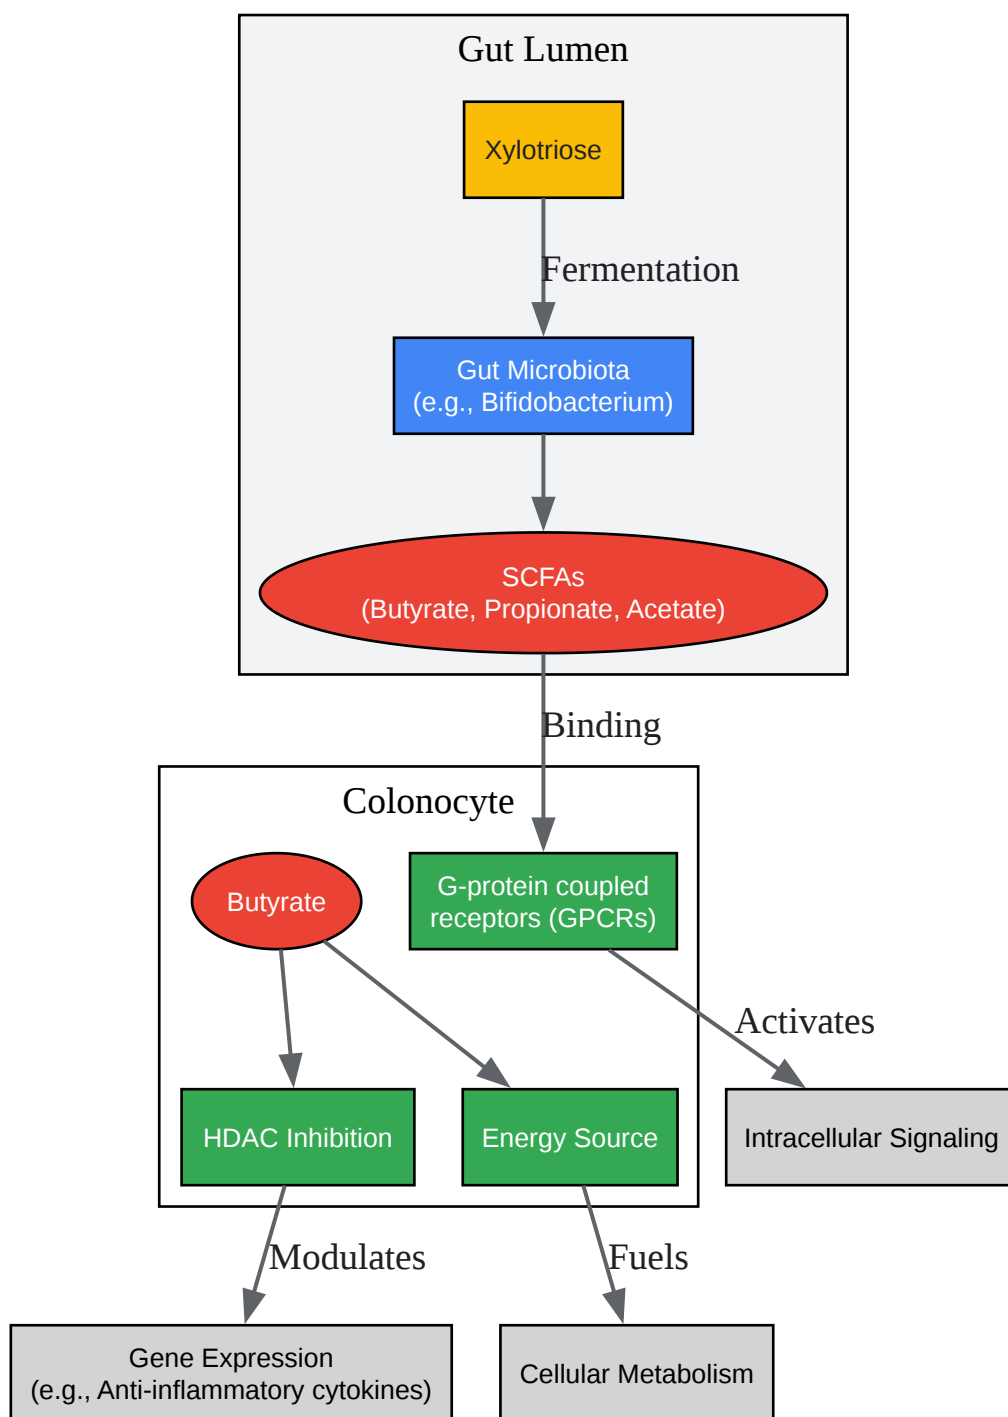 Gut Lumen
Xylotriose
Fermentation
Gut Microbiota
(e.g., Bifidobacterium)
SCFAs
(Butyrate, Propionate, Acetate)
Binding
Colonocyte
Butyrate
G-protein coupled
receptors (GPCRs)
Activates
HDAC Inhibition
Energy Source
Intracellular Signaling
Modulates
Fuels
Gene Expression
(e.g., Anti-inflammatory cytokines)
Cellular Metabolism